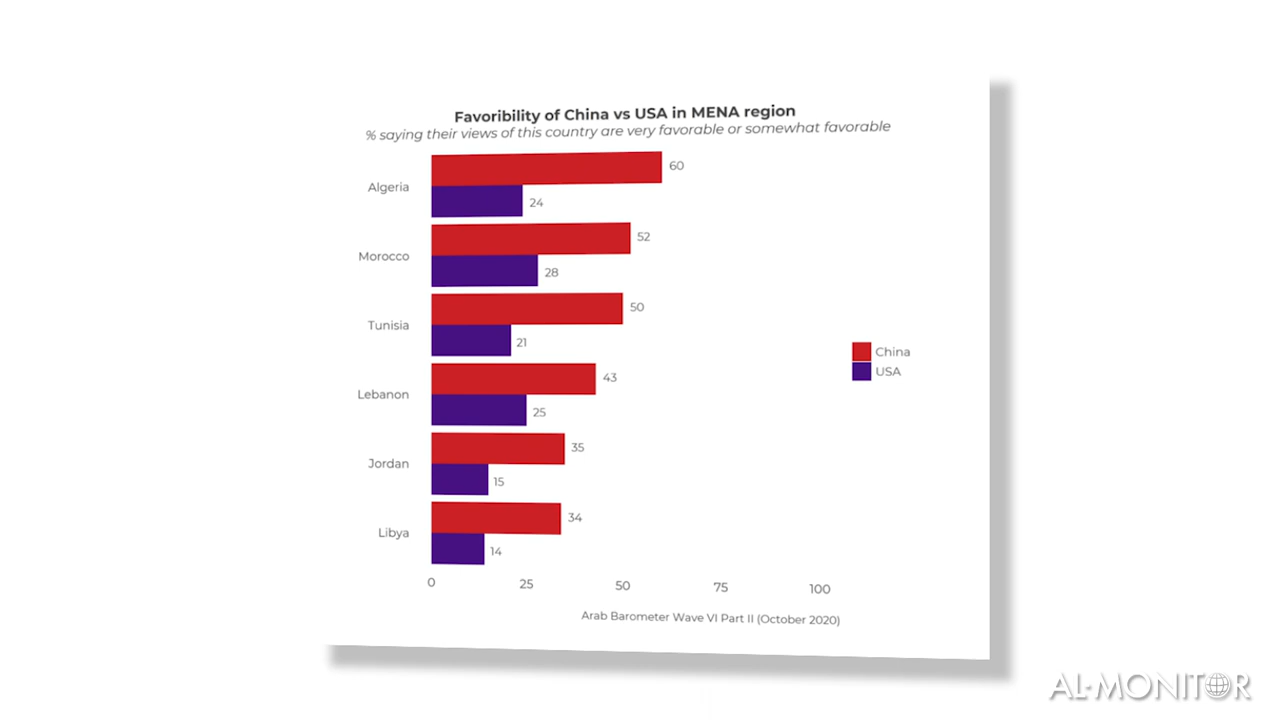 Favoribility of China vs USA in MENA region
% saying their views of this country are very favorable or somewhat favorable
Algeria
60
24
Morocco
52
28
Tunisia
50
21
Lebanon
43
25
Jordan
35
15
Libya
34
14
China
USA
0 25 50 75 100
Arab Barometer Wave VI Part II (October 2020)
AL-MONITOR